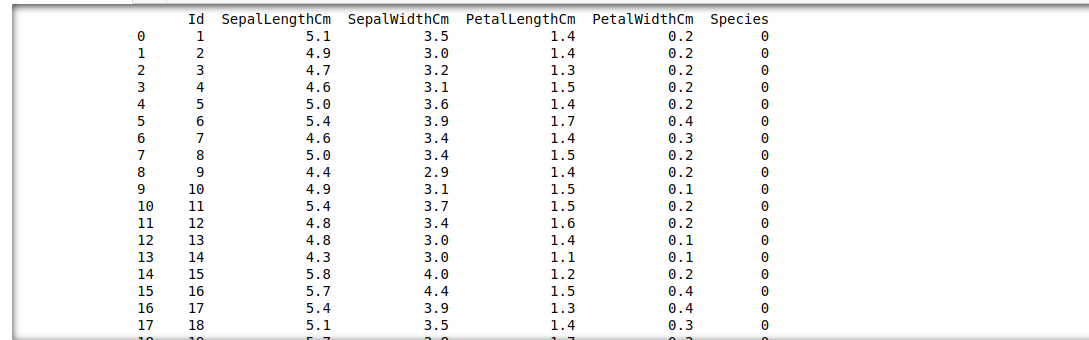 Id SepalLengthCm SepalWidthCm PetalLengthCm PetalWidthCm Species
0 1 5.1 3.5 1.4 0.2 0
1 2 4.9 3.0 1.4 0.2 0
2 3 4.7 3.2 1.3 0.2 0
3 4 4.6 3.1 1.5 0.2 0
4 5 5.0 3.6 1.4 0.2 0
5 6 5.4 3.9 1.7 0.4 0
6 7 4.6 3.4 1.4 0.3 0
7 8 5.0 3.4 1.5 0.2 0
8 9 4.4 2.9 1.4 0.2 0
9 10 4.9 3.1 1.5 0.1 0
10 11 5.4 3.7 1.5 0.2 0
11 12 4.8 3.4 1.6 0.2 0
12 13 4.8 3.0 1.4 0.1 0
13 14 4.3 3.0 1.1 0.1 0
14 15 5.8 4.0 1.2 0.2 0
15 16 5.7 4.4 1.5 0.4 0
16 17 5.4 3.9 1.3 0.4 0
17 18 5.1 3.5 1.4 0.3 0